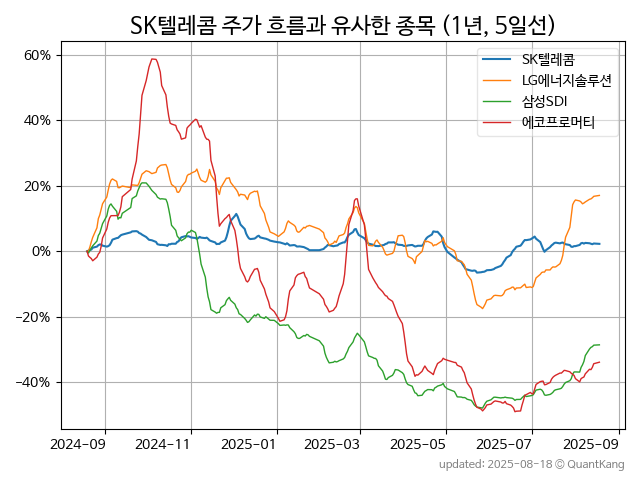 SK텔레콤 주가 흐름과 유사한 종목 (1년, 5일선)
SK텔레콤
LG에너지솔루션
삼성SDI
에코프로머티
60%
40%
20%
0%
−20%
−40%
2024-09 2024-11 2025-01 2025-03 2025-05 2025-07 2025-09
updated: 2025-08-18 © QuantKang